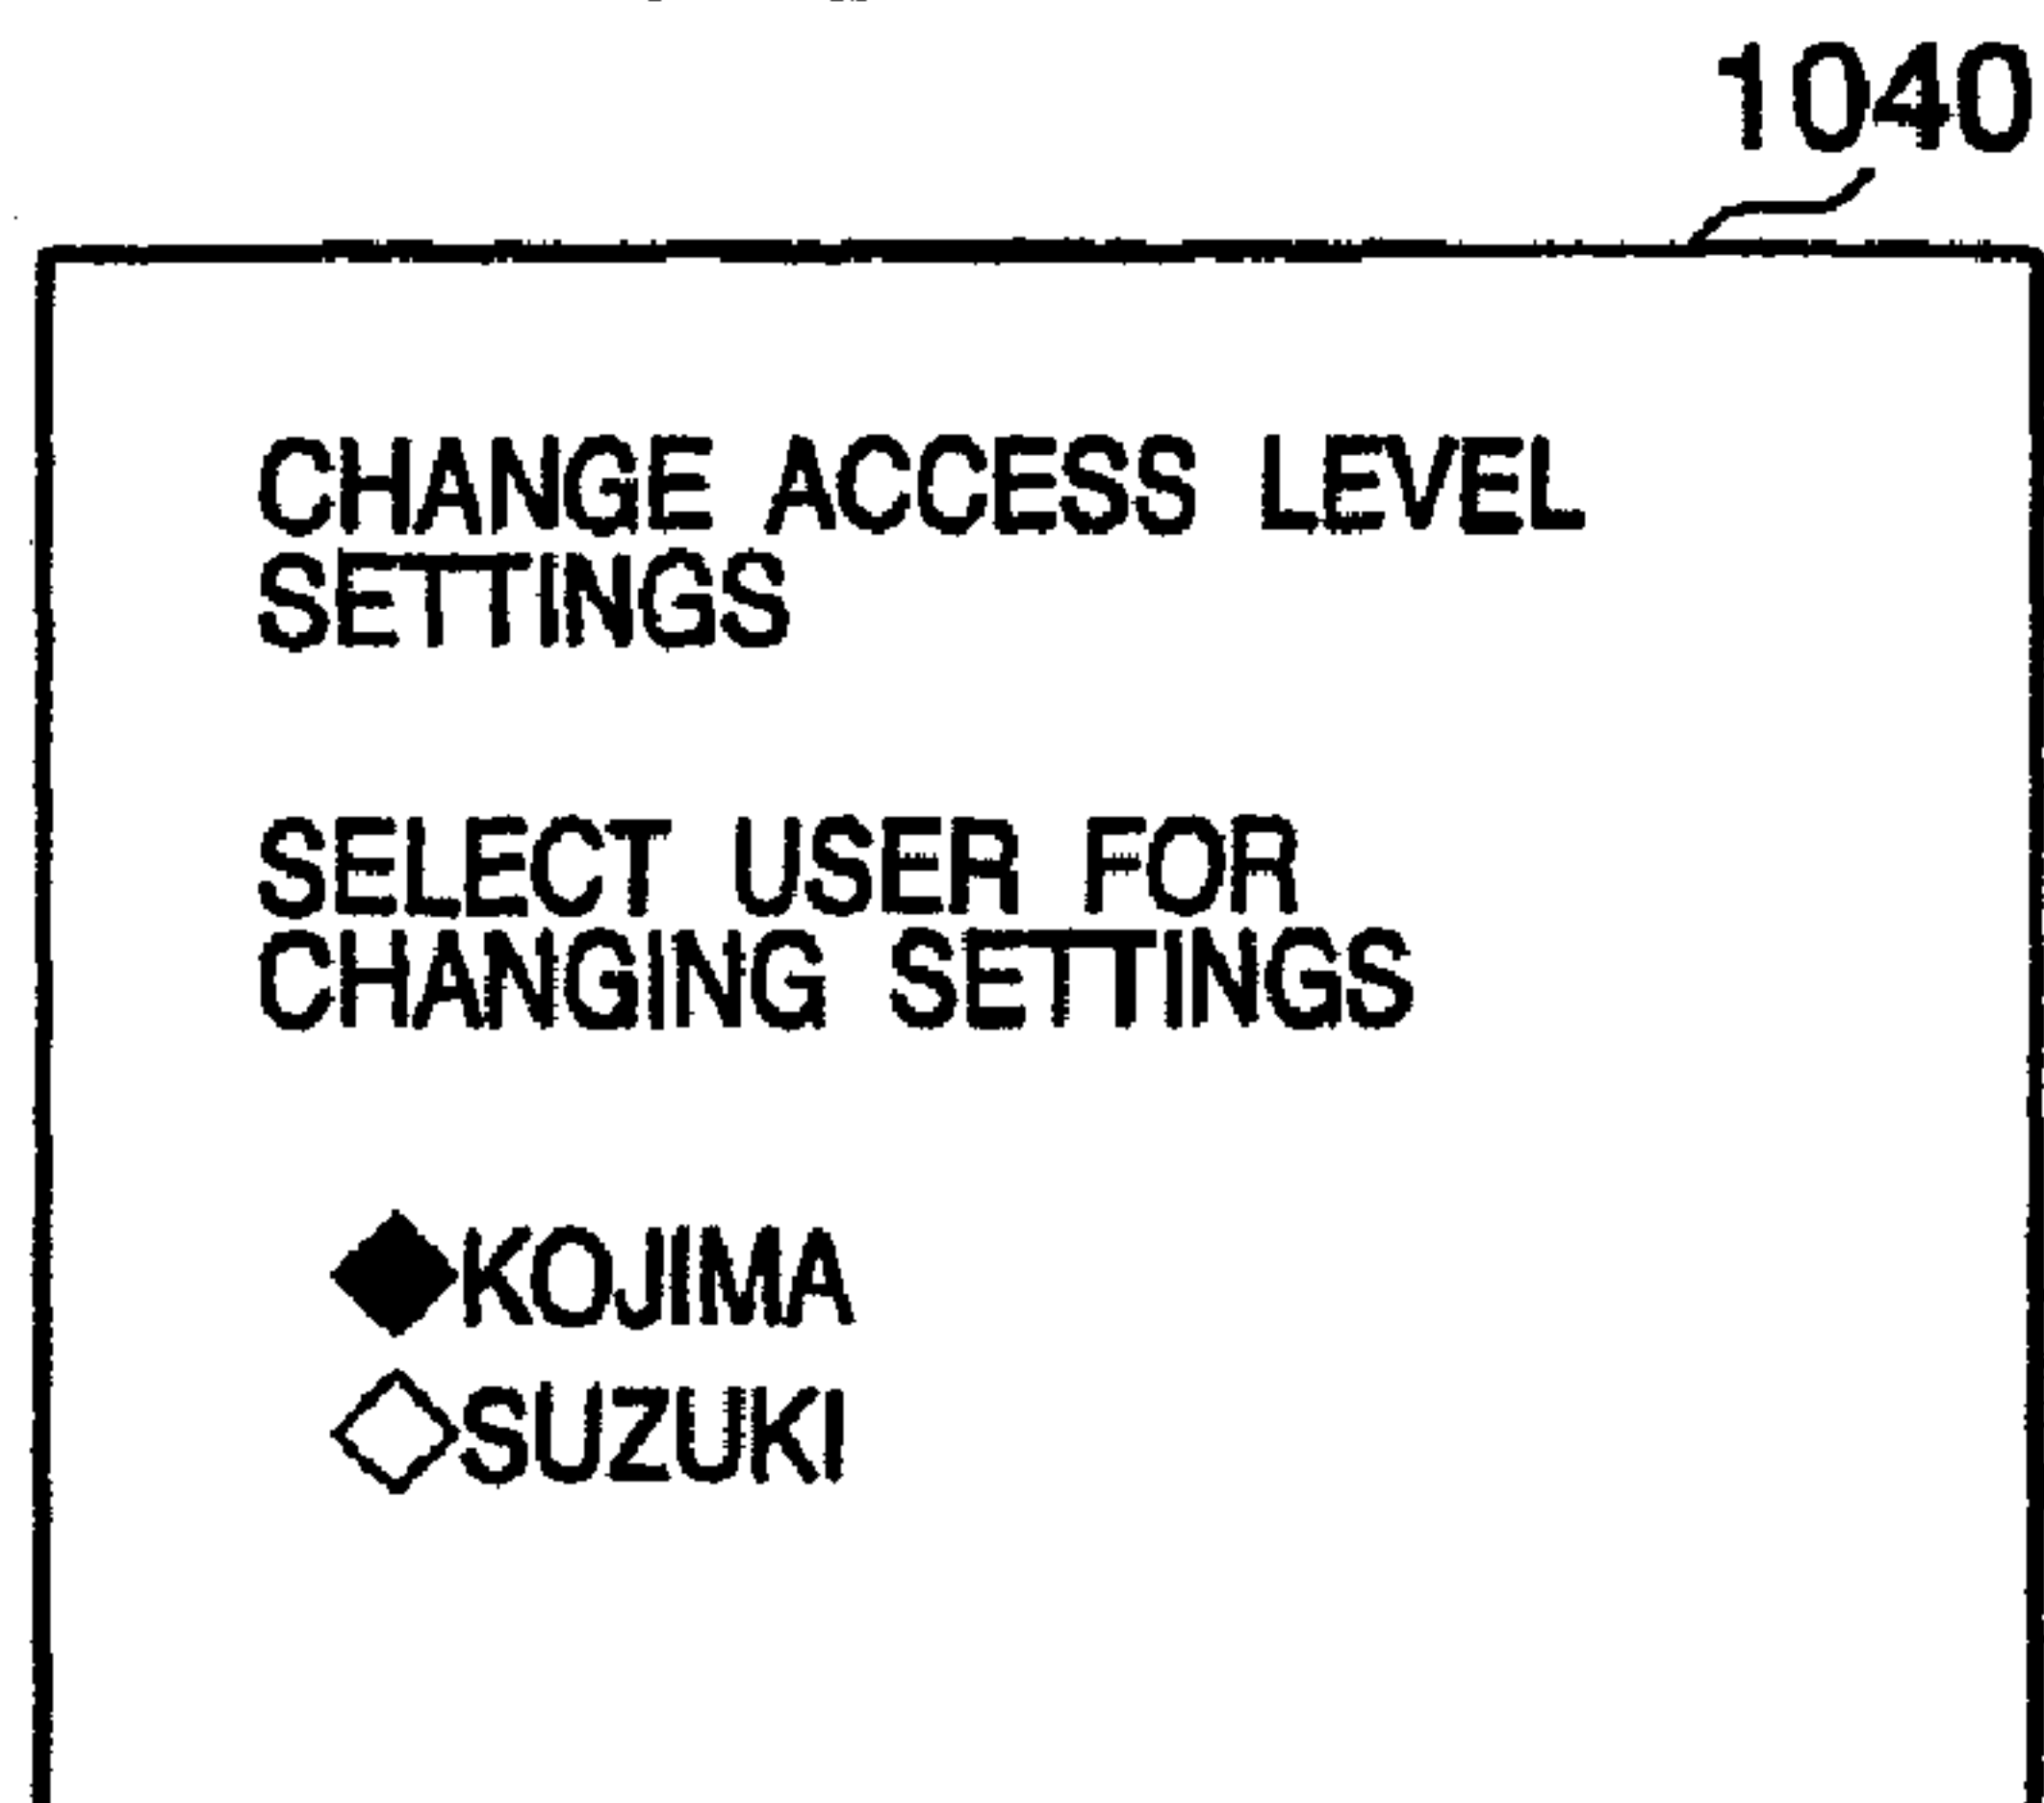 1040
CHANGE ACCESS LEVEL
SETTINGS
SELECT USER FOR
CHANGING SETTINGS
◆KOJIMA
◇SUZUKI